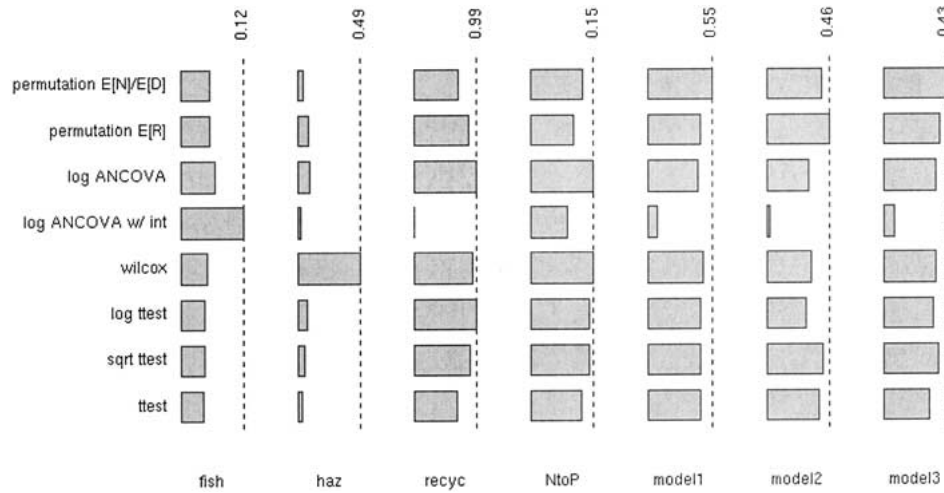 0.12 0.49 0.99 0.15 0.55 0.46 0.43
permutation E[N]/E[D]
permutation E[R]
log ANCOVA
log ANCOVA w/ int
wilcox
log ttest
sqrt ttest
ttest
fish haz recyc NtoP model1 model2 model3